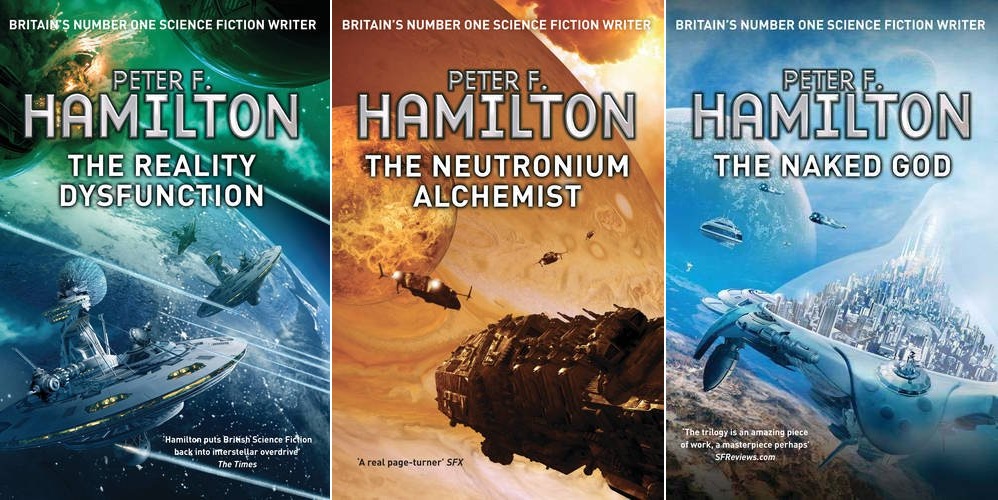 BRITAIN'S NUMBER ONE SCIENCE FICTION WRITER
PETER F.
HAMILTON
THE REALITY
DYSFUNCTION
'Hamilton puts British Science Fiction
back into interstellar overdrive'
The Times
BRITAIN'S NUMBER ONE SCIENCE FICTION WRITER
PETER F.
HAMILTON
THE NEUTRONIUM
ALCHEMIST
'A real page-turner' SFX
BRITAIN'S NUMBER ONE SCIENCE FICTION WRITER
PETER F.
HAMILTON
THE NAKED GOD
'The trilogy is an amazing piece
of work, a masterpiece perhaps'
SFReviews.com